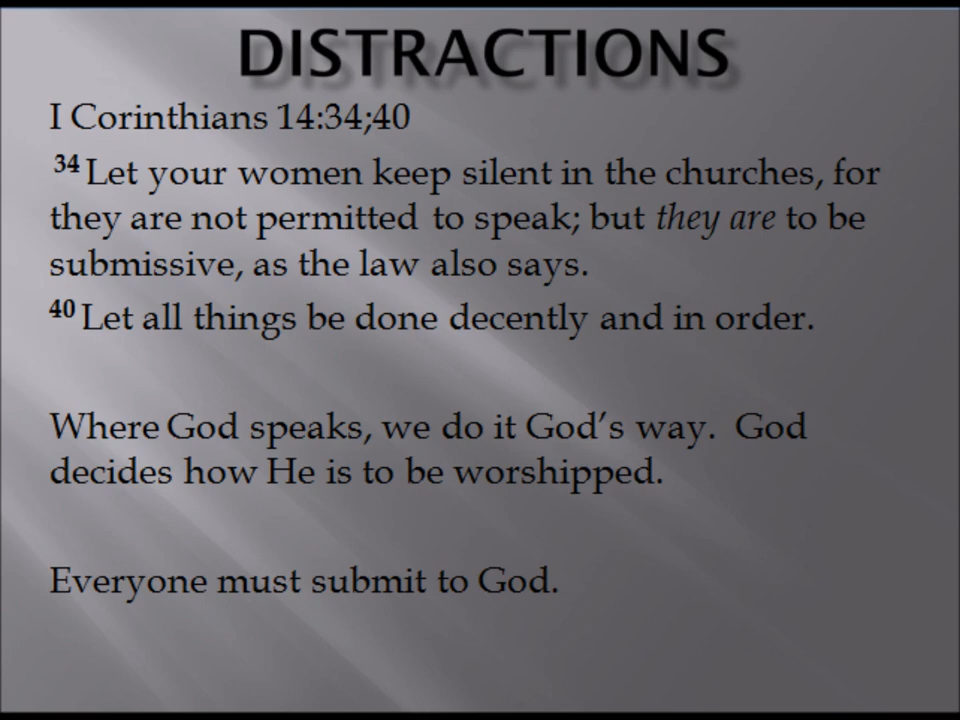 DISTRACTIONS
I Corinthians 14:34;40
34 Let your women keep silent in the churches, for
they are not permitted to speak; but they are to be
submissive, as the law also says.
40 Let all things be done decently and in order.
Where God speaks, we do it God’s way.  God
decides how He is to be worshipped.
Everyone must submit to God.